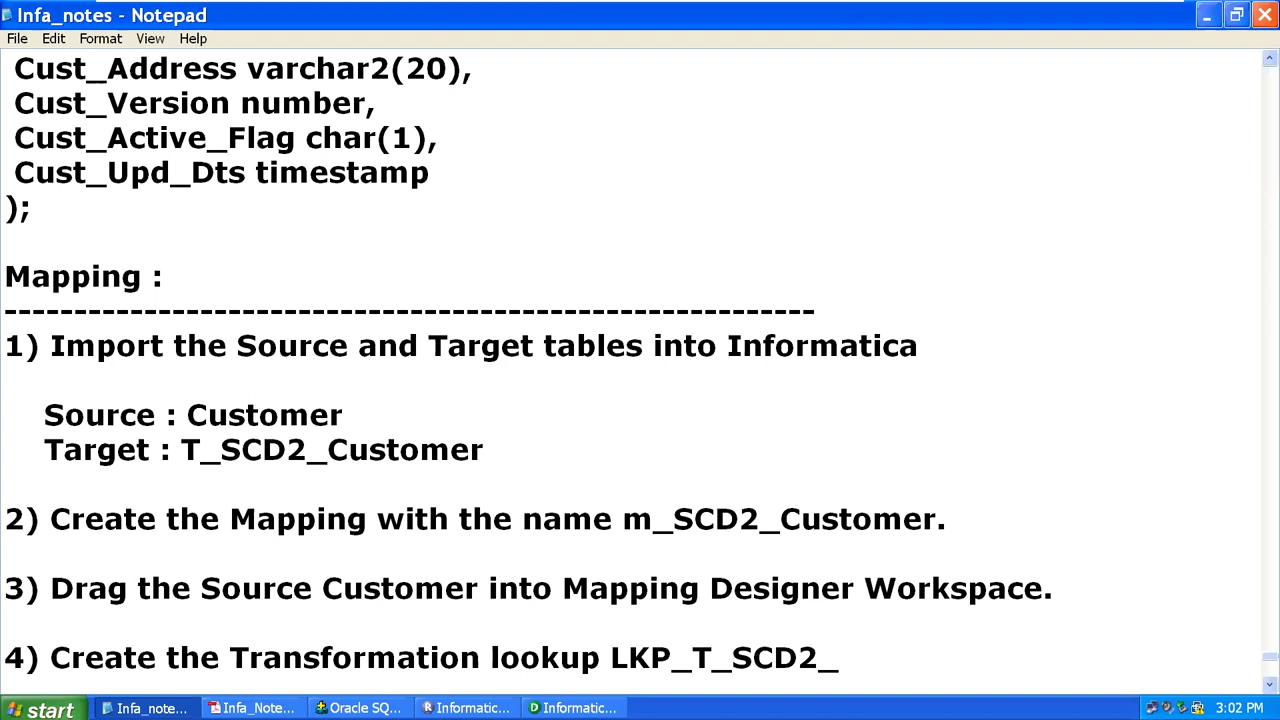 Infa_notes - Notepad
File Edit Format View Help
Cust_Address varchar2(20),
Cust_Version number,
Cust_Active_Flag char(1),
Cust_Upd_Dts timestamp
);
Mapping :
----------------------------------------------------------
1) Import the Source and Target tables into Informatica
Source : Customer
Target : T_SCD2_Customer
2) Create the Mapping with the name m_SCD2_Customer.
3) Drag the Source Customer into Mapping Designer Workspace.
4) Create the Transformation lookup LKP_T_SCD2_
start Infa_note... Infa_Note... Oracle SQ... Informatic... Informatic... 3:02 PM